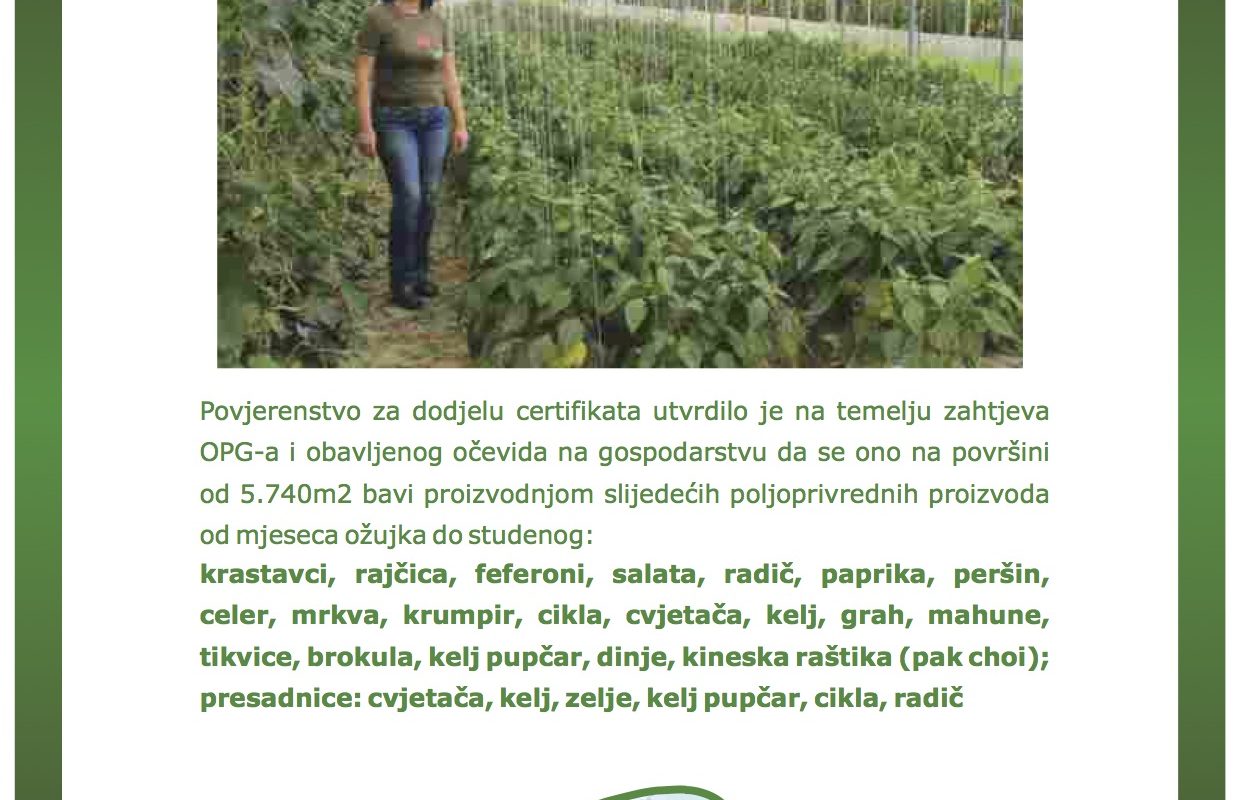 Povjerenstvo za dodjelu certifikata utvrdilo je na temelju zahtjeva
OPG-a i obavljenog očevida na gospodarstvu da se ono na površini
od 5.740m2 bavi proizvodnjom slijedećih poljoprivrednih proizvoda
od mjeseca ožujka do studenog:
krastavci, rajčica, feferoni, salata, radič, paprika, peršin,
celer, mrkva, krumpir, cikla, cvjetača, kelj, grah, mahune,
tikvice, brokula, kelj pupčar, dinje, kineska raštika (pak choi);
presadnice: cvjetača, kelj, zelje, kelj pupčar, cikla, radič